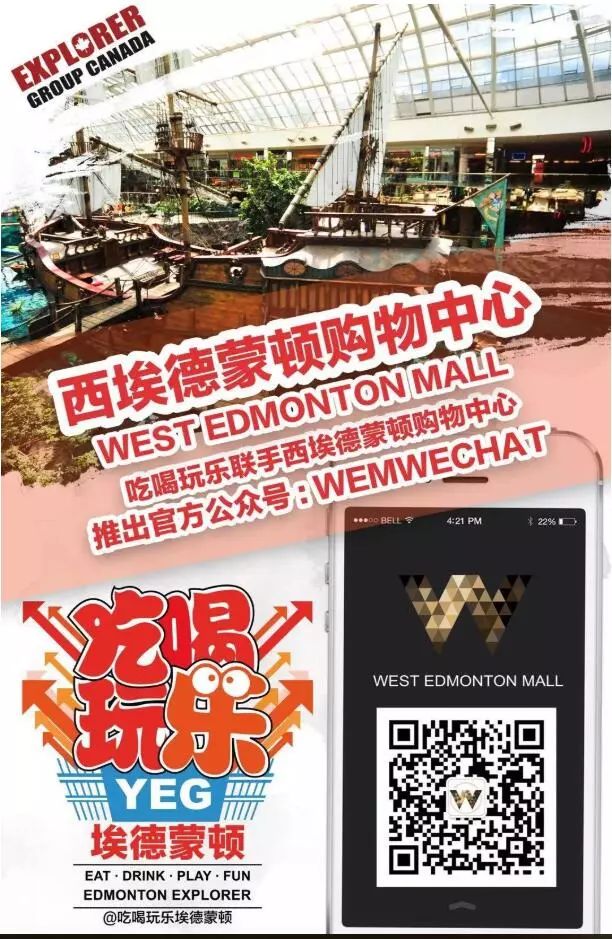 EXPLORER
GROUP CANADA
西埃德蒙顿购物中心
WEST EDMONTON MALL
吃喝玩乐联手西埃德蒙顿购物中心
推出官方公众号：WEMWECHAT
●●●○○ BELL 4:21 PM 22%
W
WEST EDMONTON MALL
W
吃喝
玩乐
YEG
埃德蒙顿
EAT · DRINK · PLAY · FUN
EDMONTON EXPLORER
@吃喝玩乐埃德蒙顿